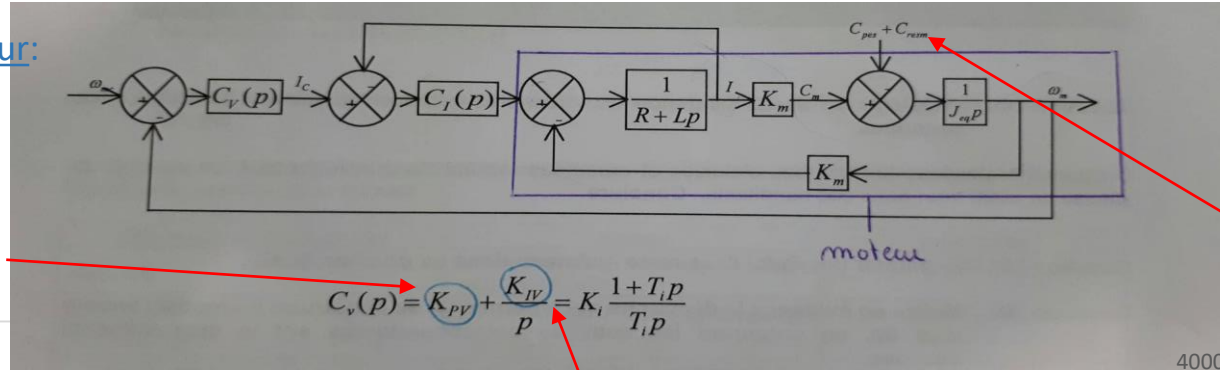 ur:
C_pes + C_resm
ω_m
+
-
C_V(p)
I_C
+
-
C_I(p)
+
-
1
R + Lp
I
K_m
C_m
+
-
1
J_eq p
ω_m
K_m
moteur
C_v(p) = K_PV + K_IV / p = K_i (1 + T_i p) / (T_i p)
4000